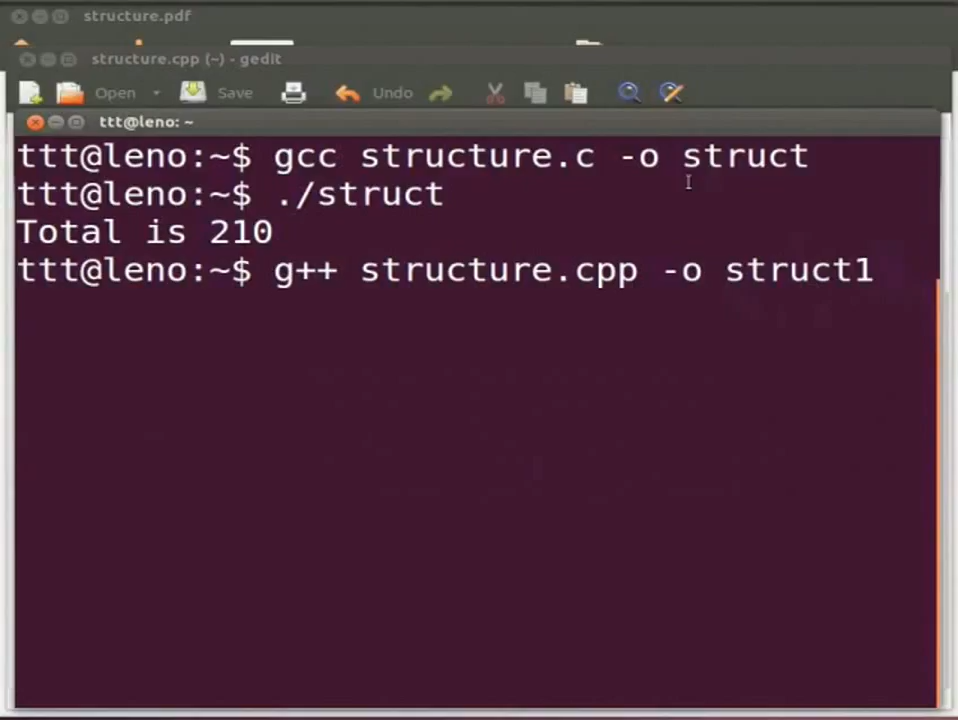 structure.pdf
structure.cpp (~) - gedit
Open Save Undo
ttt@leno: ~
ttt@leno:~$ gcc structure.c -o struct
ttt@leno:~$ ./struct
Total is 210
ttt@leno:~$ g++ structure.cpp -o struct1